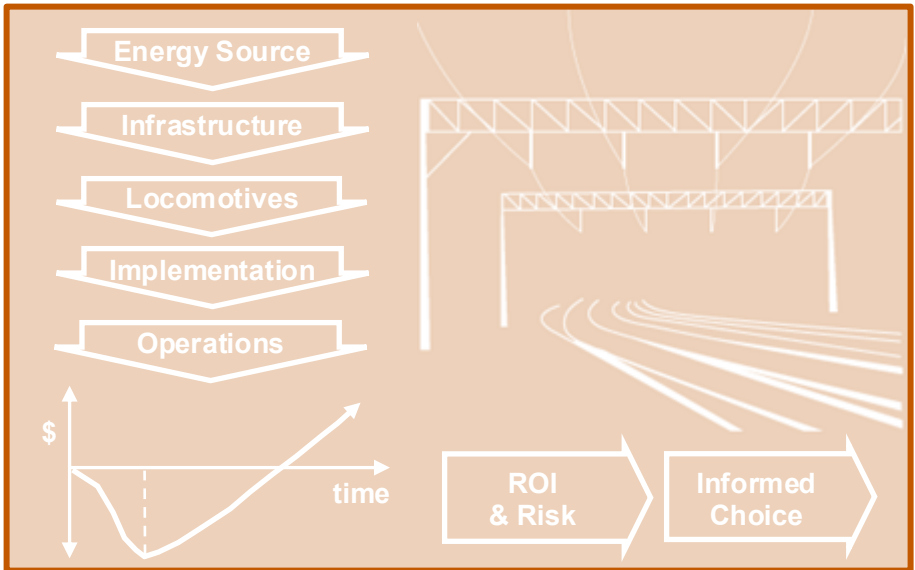 Energy Source
Infrastructure
Locomotives
Implementation
Operations
$
time
ROI
& Risk
Informed
Choice